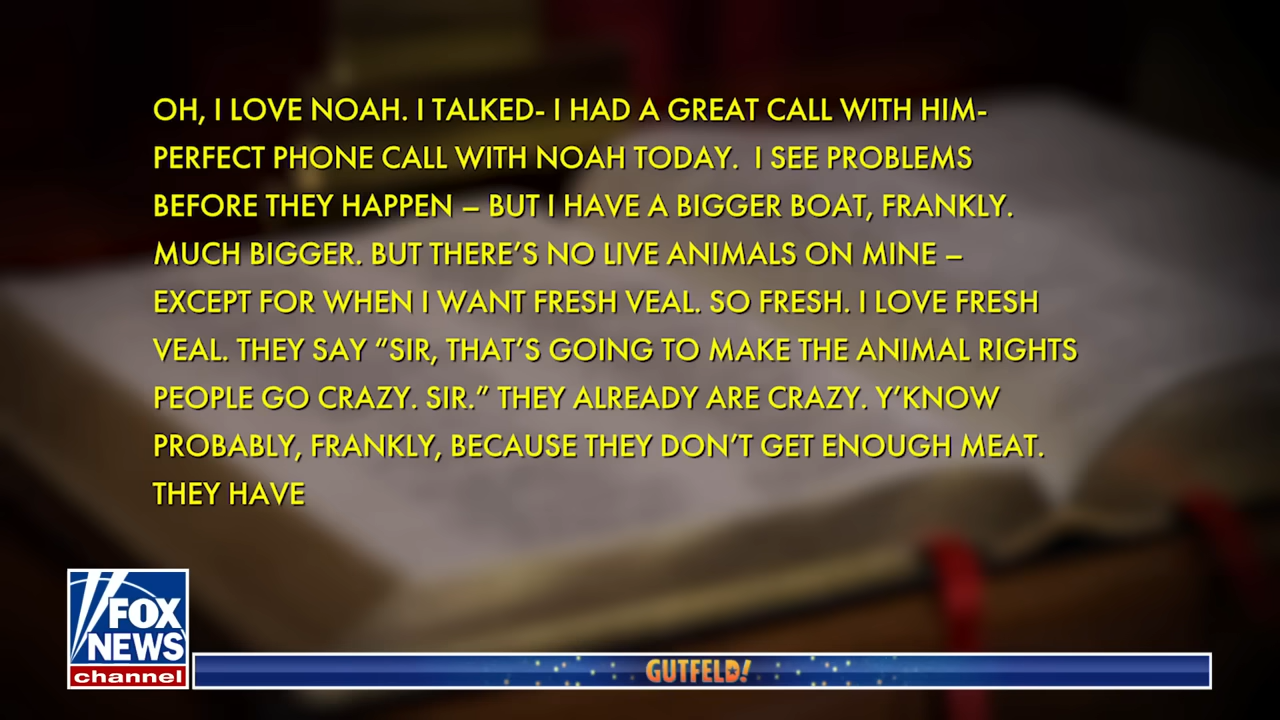 OH, I LOVE NOAH. I TALKED- I HAD A GREAT CALL WITH HIM-
PERFECT PHONE CALL WITH NOAH TODAY.  I SEE PROBLEMS
BEFORE THEY HAPPEN – BUT I HAVE A BIGGER BOAT, FRANKLY.
MUCH BIGGER. BUT THERE’S NO LIVE ANIMALS ON MINE –
EXCEPT FOR WHEN I WANT FRESH VEAL. SO FRESH. I LOVE FRESH
VEAL. THEY SAY “SIR, THAT’S GOING TO MAKE THE ANIMAL RIGHTS
PEOPLE GO CRAZY. SIR.” THEY ALREADY ARE CRAZY. Y’KNOW
PROBABLY, FRANKLY, BECAUSE THEY DON’T GET ENOUGH MEAT.
THEY HAVE
FOX
NEWS
channel
GUTFELD!